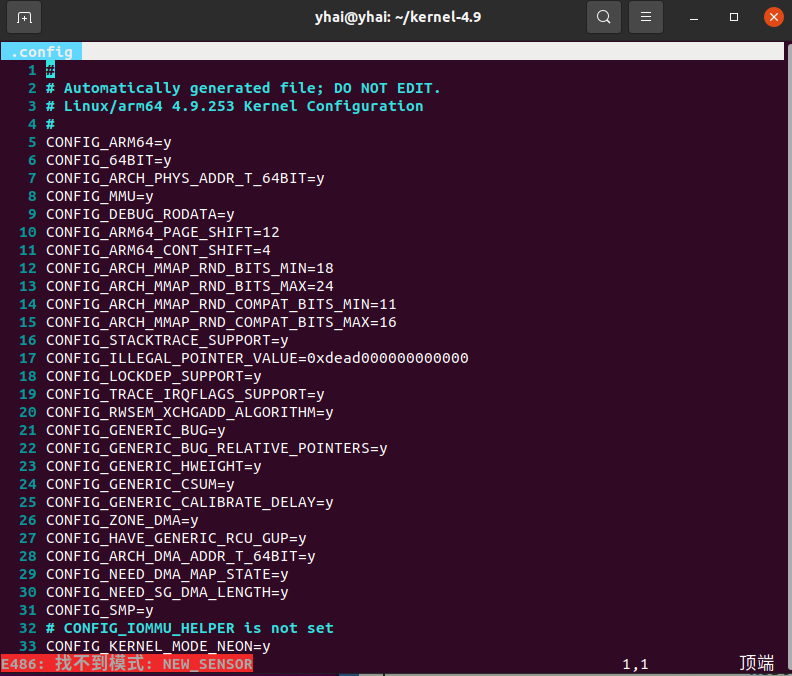 yhai@yhai: ~/kernel-4.9
.config
1 #
2 # Automatically generated file; DO NOT EDIT.
3 # Linux/arm64 4.9.253 Kernel Configuration
4 #
5 CONFIG_ARM64=y
6 CONFIG_64BIT=y
7 CONFIG_ARCH_PHYS_ADDR_T_64BIT=y
8 CONFIG_MMU=y
9 CONFIG_DEBUG_RODATA=y
10 CONFIG_ARM64_PAGE_SHIFT=12
11 CONFIG_ARM64_CONT_SHIFT=4
12 CONFIG_ARCH_MMAP_RND_BITS_MIN=18
13 CONFIG_ARCH_MMAP_RND_BITS_MAX=24
14 CONFIG_ARCH_MMAP_RND_COMPAT_BITS_MIN=11
15 CONFIG_ARCH_MMAP_RND_COMPAT_BITS_MAX=16
16 CONFIG_STACKTRACE_SUPPORT=y
17 CONFIG_ILLEGAL_POINTER_VALUE=0xdead000000000000
18 CONFIG_LOCKDEP_SUPPORT=y
19 CONFIG_TRACE_IRQFLAGS_SUPPORT=y
20 CONFIG_RWSEM_XCHGADD_ALGORITHM=y
21 CONFIG_GENERIC_BUG=y
22 CONFIG_GENERIC_BUG_RELATIVE_POINTERS=y
23 CONFIG_GENERIC_HWEIGHT=y
24 CONFIG_GENERIC_CSUM=y
25 CONFIG_GENERIC_CALIBRATE_DELAY=y
26 CONFIG_ZONE_DMA=y
27 CONFIG_HAVE_GENERIC_RCU_GUP=y
28 CONFIG_ARCH_DMA_ADDR_T_64BIT=y
29 CONFIG_NEED_DMA_MAP_STATE=y
30 CONFIG_NEED_SG_DMA_LENGTH=y
31 CONFIG_SMP=y
32 # CONFIG_IOMMU_HELPER is not set
33 CONFIG_KERNEL_MODE_NEON=y
E486: 找不到模式: NEW_SENSOR 1,1 顶端